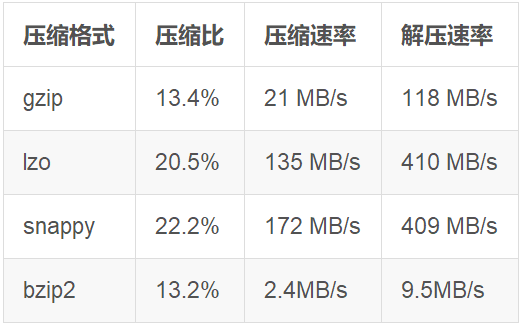 压缩格式 压缩比 压缩速率 解压速率
gzip 13.4% 21 MB/s 118 MB/s
lzo 20.5% 135 MB/s 410 MB/s
snappy 22.2% 172 MB/s 409 MB/s
bzip2 13.2% 2.4MB/s 9.5MB/s